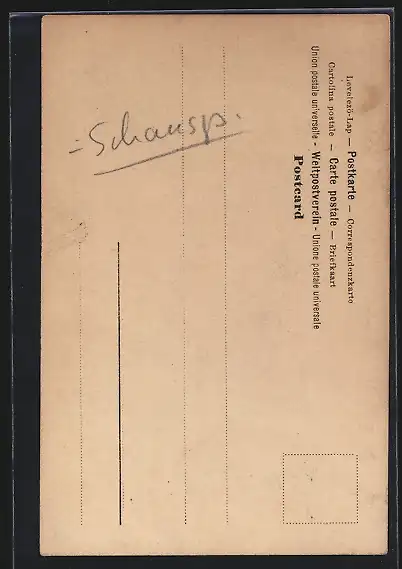 Levelező-Lap — Postkarte — Correspondenzkarte
Cartolina postale — Carte postale — Briefkaart
Union postale universelle - Weltpostverein - Unione postale universale
Postcard
= Schausp.